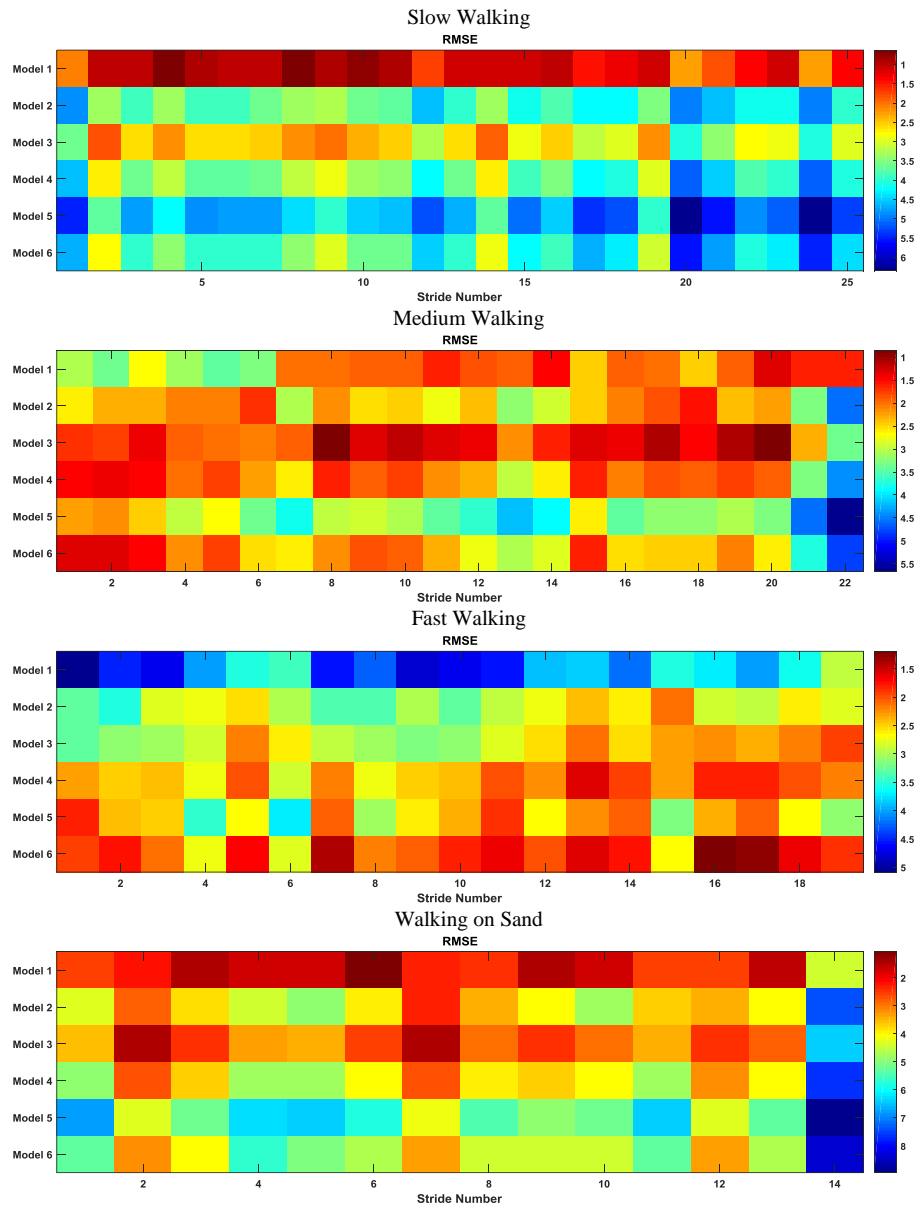 Slow Walking
RMSE
Model 1
Model 2
Model 3
Model 4
Model 5
Model 6
5 10 15 20 25
Stride Number
1
1.5
2
2.5
3
3.5
4
4.5
5
5.5
6
Medium Walking
RMSE
Model 1
Model 2
Model 3
Model 4
Model 5
Model 6
2 4 6 8 10 12 14 16 18 20 22
Stride Number
1
1.5
2
2.5
3
3.5
4
4.5
5
5.5
Fast Walking
RMSE
Model 1
Model 2
Model 3
Model 4
Model 5
Model 6
2 4 6 8 10 12 14 16 18
Stride Number
1.5
2
2.5
3
3.5
4
4.5
5
Walking on Sand
RMSE
Model 1
Model 2
Model 3
Model 4
Model 5
Model 6
2 4 6 8 10 12 14
Stride Number
2
3
4
5
6
7
8